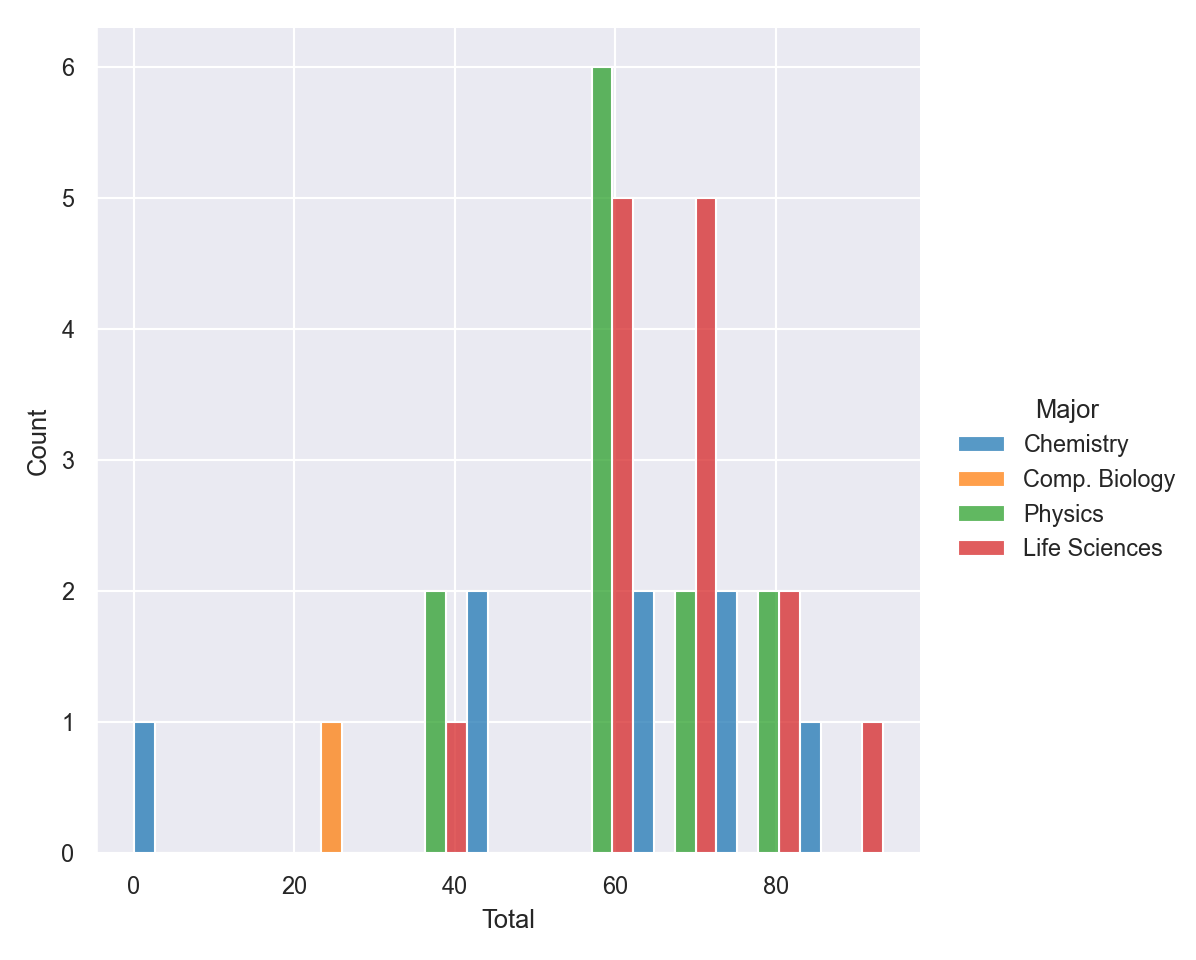 6
5
4
3
2
1
0
Count
0 20 40 60 80
Total
Major
Chemistry
Comp. Biology
Physics
Life Sciences